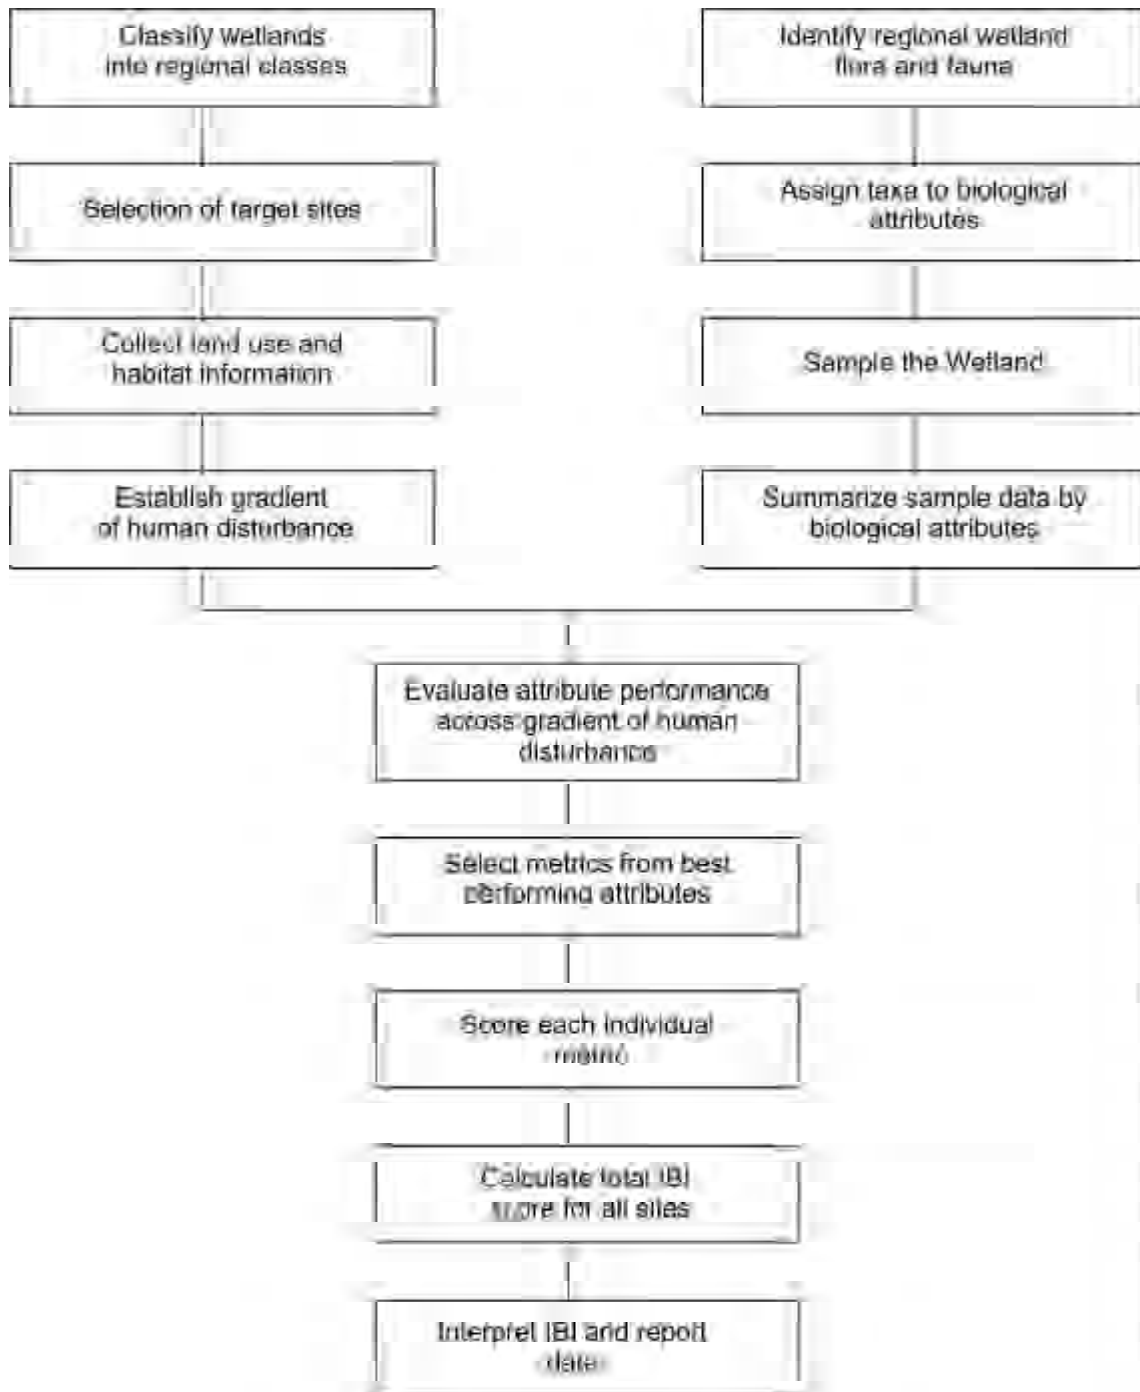 Classify wetlands
into regional classes
Selection of target sites
Collect land use and
habitat information
Establish gradient
of human disturbance
Identify regional wetland
flora and fauna
Assign taxa to biological
attributes
Sample the Wetland
Summarize sample data by
biological attributes
Evaluate attribute performance
across gradient of human
disturbance
Select metrics from best
performing attributes
Score each individual
metric
Calculate total IBI
score for all sites
Interpret IBI and report
data